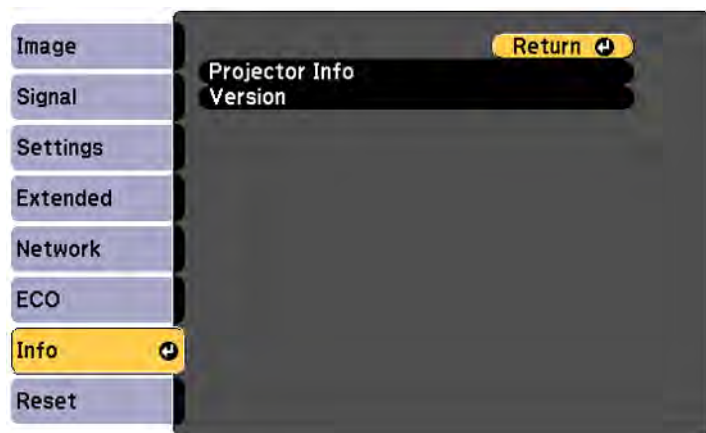 Image
Signal
Settings
Extended
Network
ECO
Info
Reset
Return
Projector Info
Version